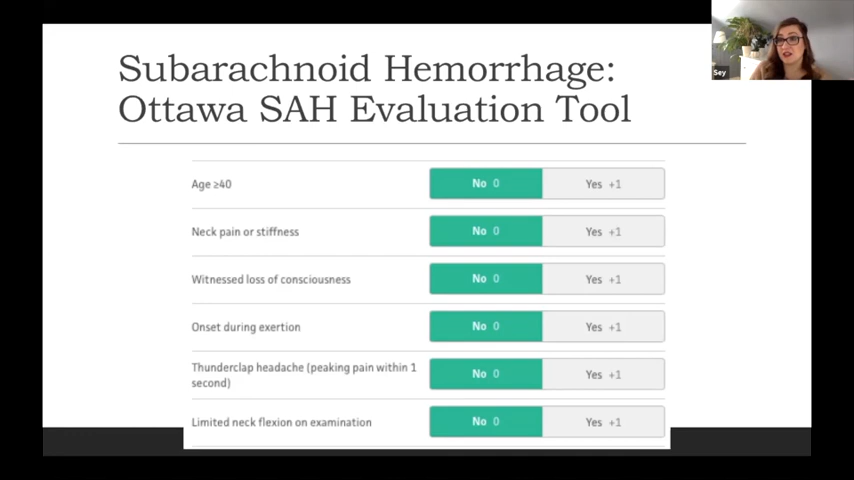 Sey
Subarachnoid Hemorrhage:
Ottawa SAH Evaluation Tool
Age ≥40 No 0 Yes +1
Neck pain or stiffness No 0 Yes +1
Witnessed loss of consciousness No 0 Yes +1
Onset during exertion No 0 Yes +1
Thunderclap headache (peaking pain within 1
second) No 0 Yes +1
Limited neck flexion on examination No 0 Yes +1